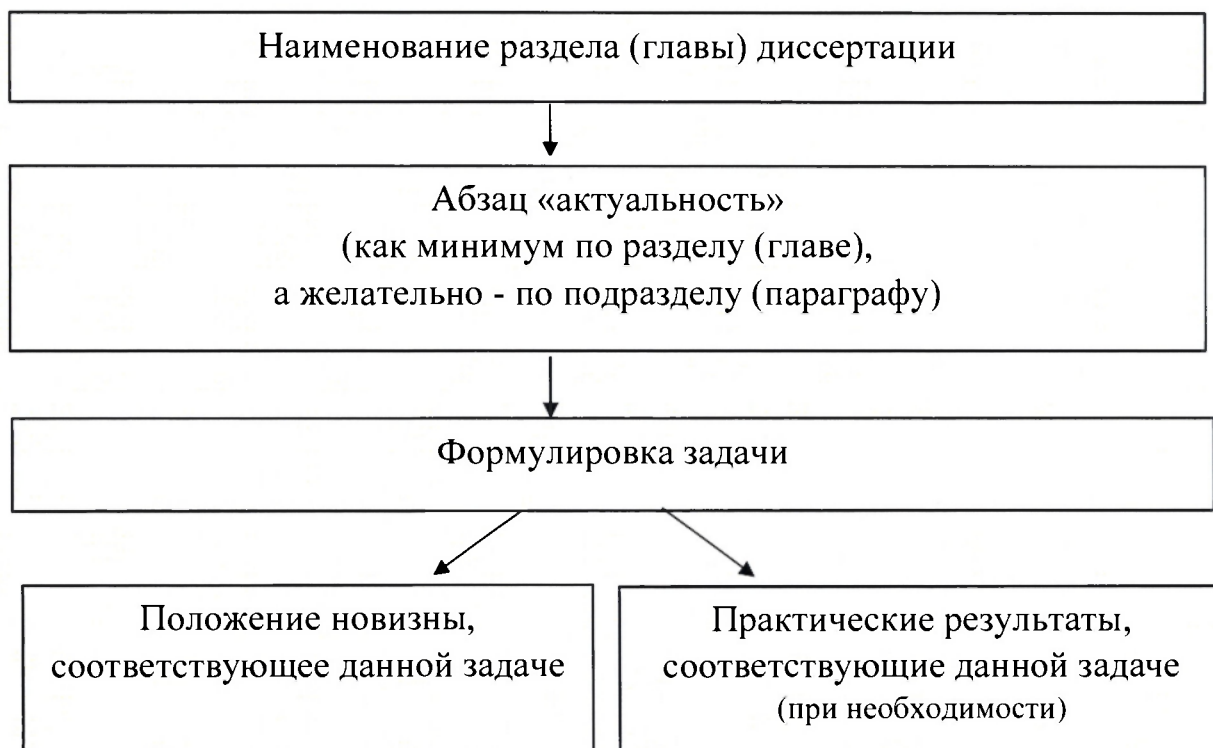 Наименование раздела (главы) диссертации
Абзац «актуальность»
(как минимум по разделу (главе),
а желательно - по подразделу (параграфу)
Формулировка задачи
Положение новизны,
соответствующее данной задаче
Практические результаты,
соответствующие данной задаче
(при необходимости)